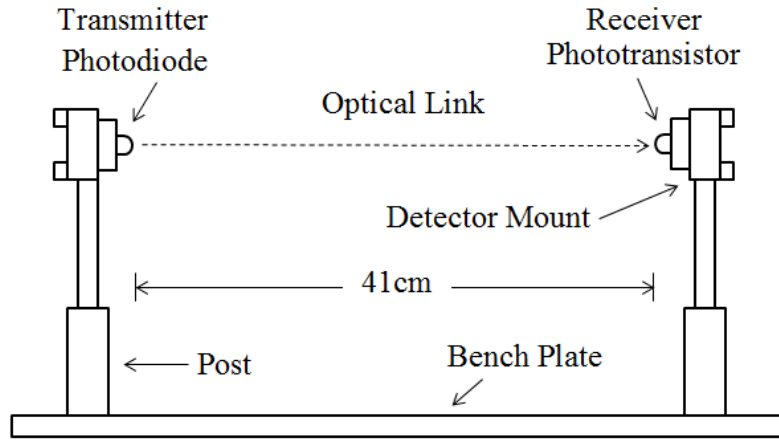 Transmitter
Photodiode
Receiver
Phototransistor
Optical Link
Detector Mount
41cm
Post
Bench Plate